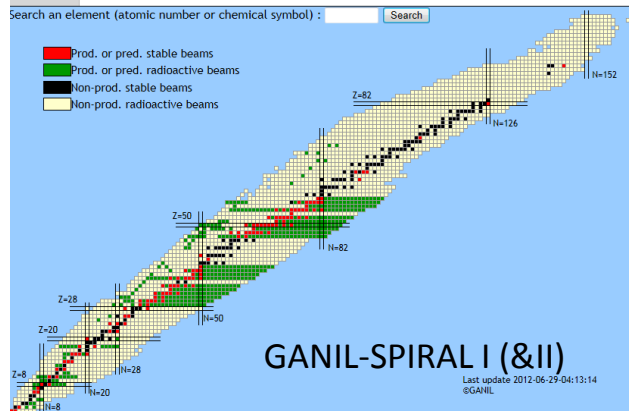 Search an element (atomic number or chemical symbol) : Search
Prod. or pred. stable beams
Prod. or pred. radioactive beams
Non-prod. stable beams
Non-prod. radioactive beams
N=152
Z=82
N=126
Z=50
N=82
Z=28
N=50
Z=20
N=28
Z=8
N=20
N=8
GANIL-SPIRAL I (&II)
Last update 2012-06-29-04:13:14
©GANIL